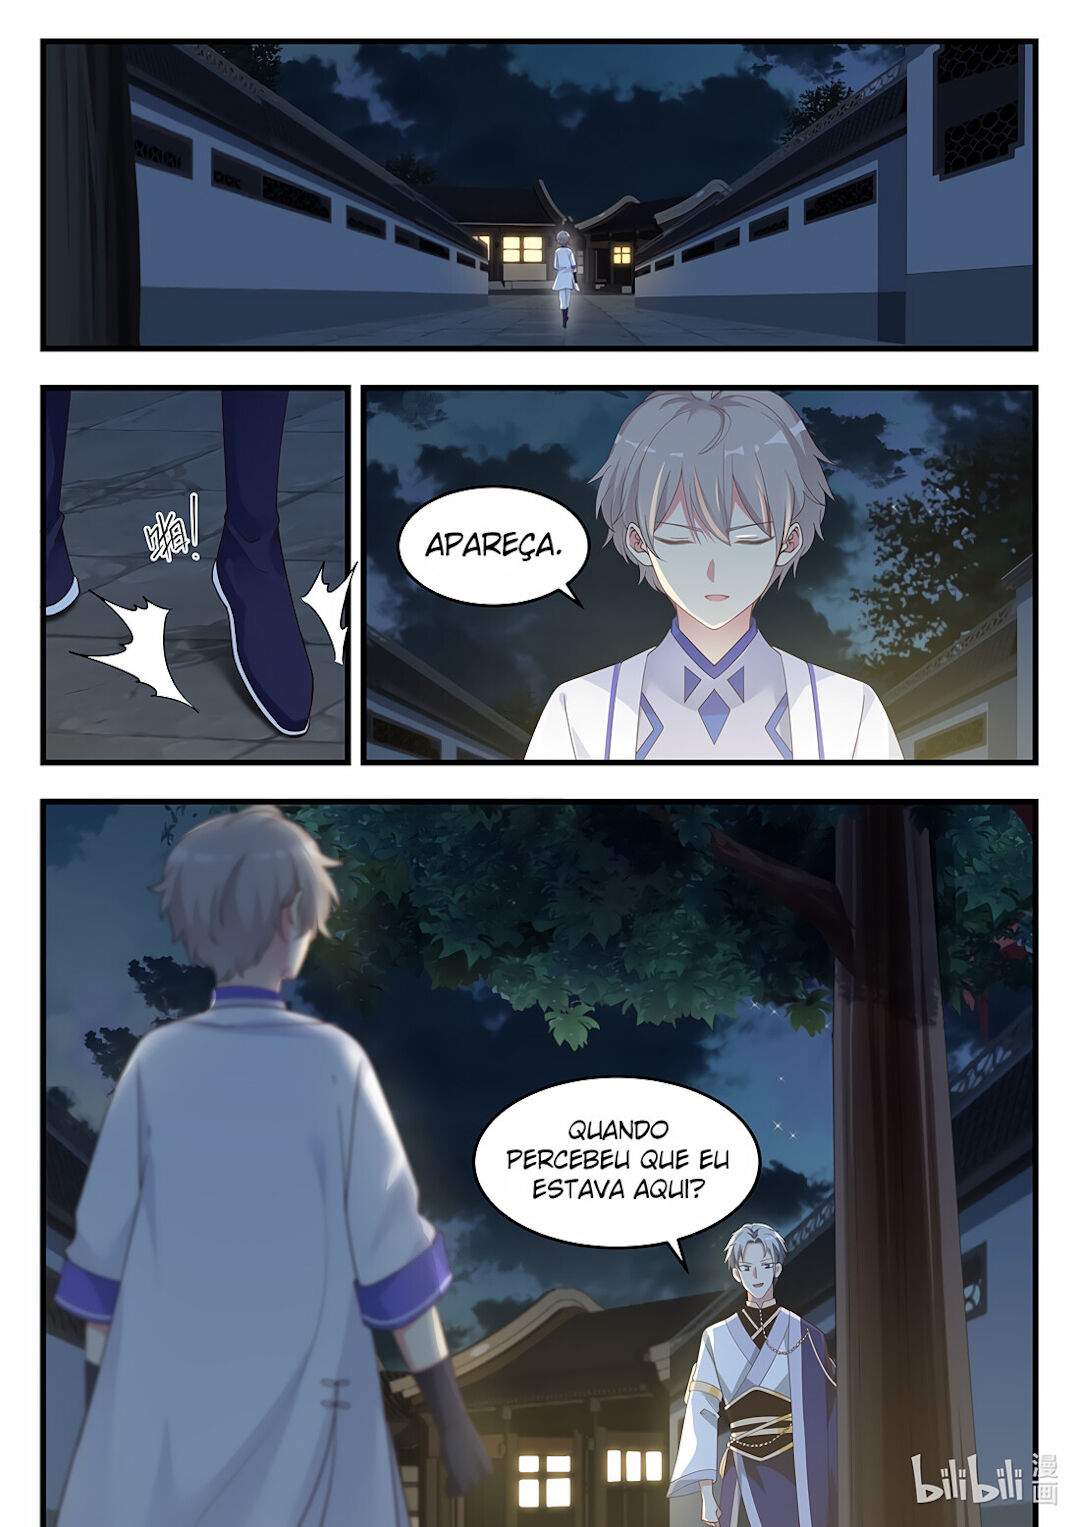 啪!
APAREÇA.
QUANDO
PERCEBEU QUE EU
ESTAVA AQUI?
bilibili 漫画